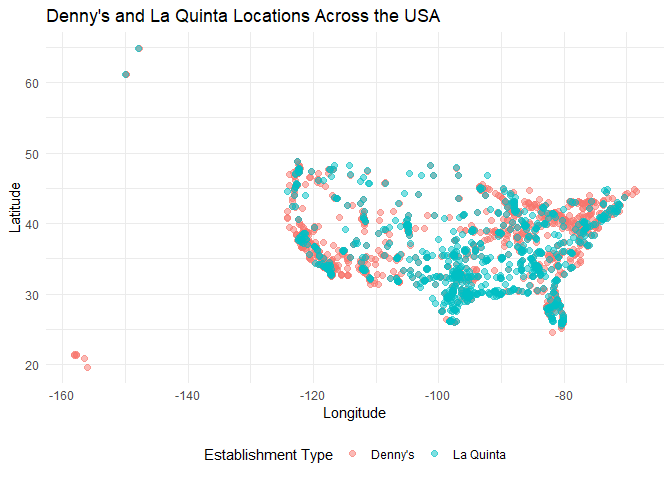 Denny's and La Quinta Locations Across the USA
60
50
40
30
20
Latitude
-160
-140
-120
-100
-80
Longitude
Establishment Type
Denny's
La Quinta